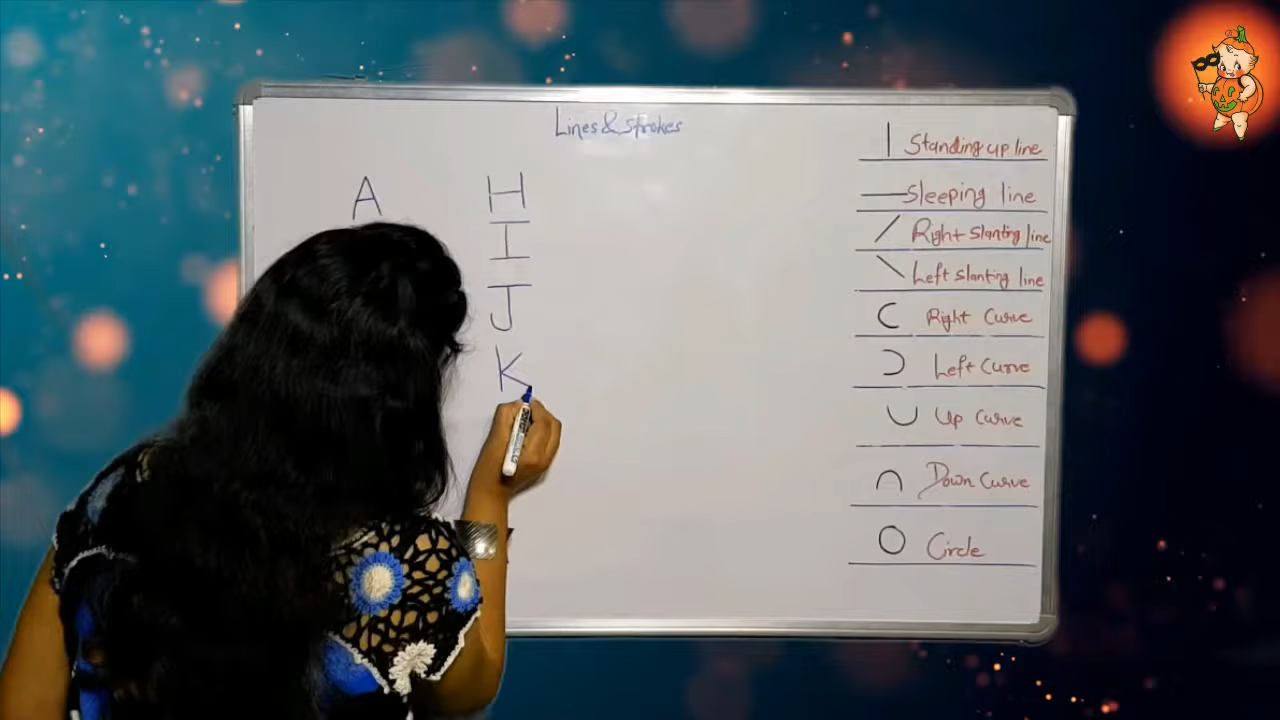 Lines & strokes
A
H
I
J
K
Standing up line
Sleeping line
Right slanting line
Left slanting line
Right Curve
Left Curve
Up Curve
Down Curve
Circle